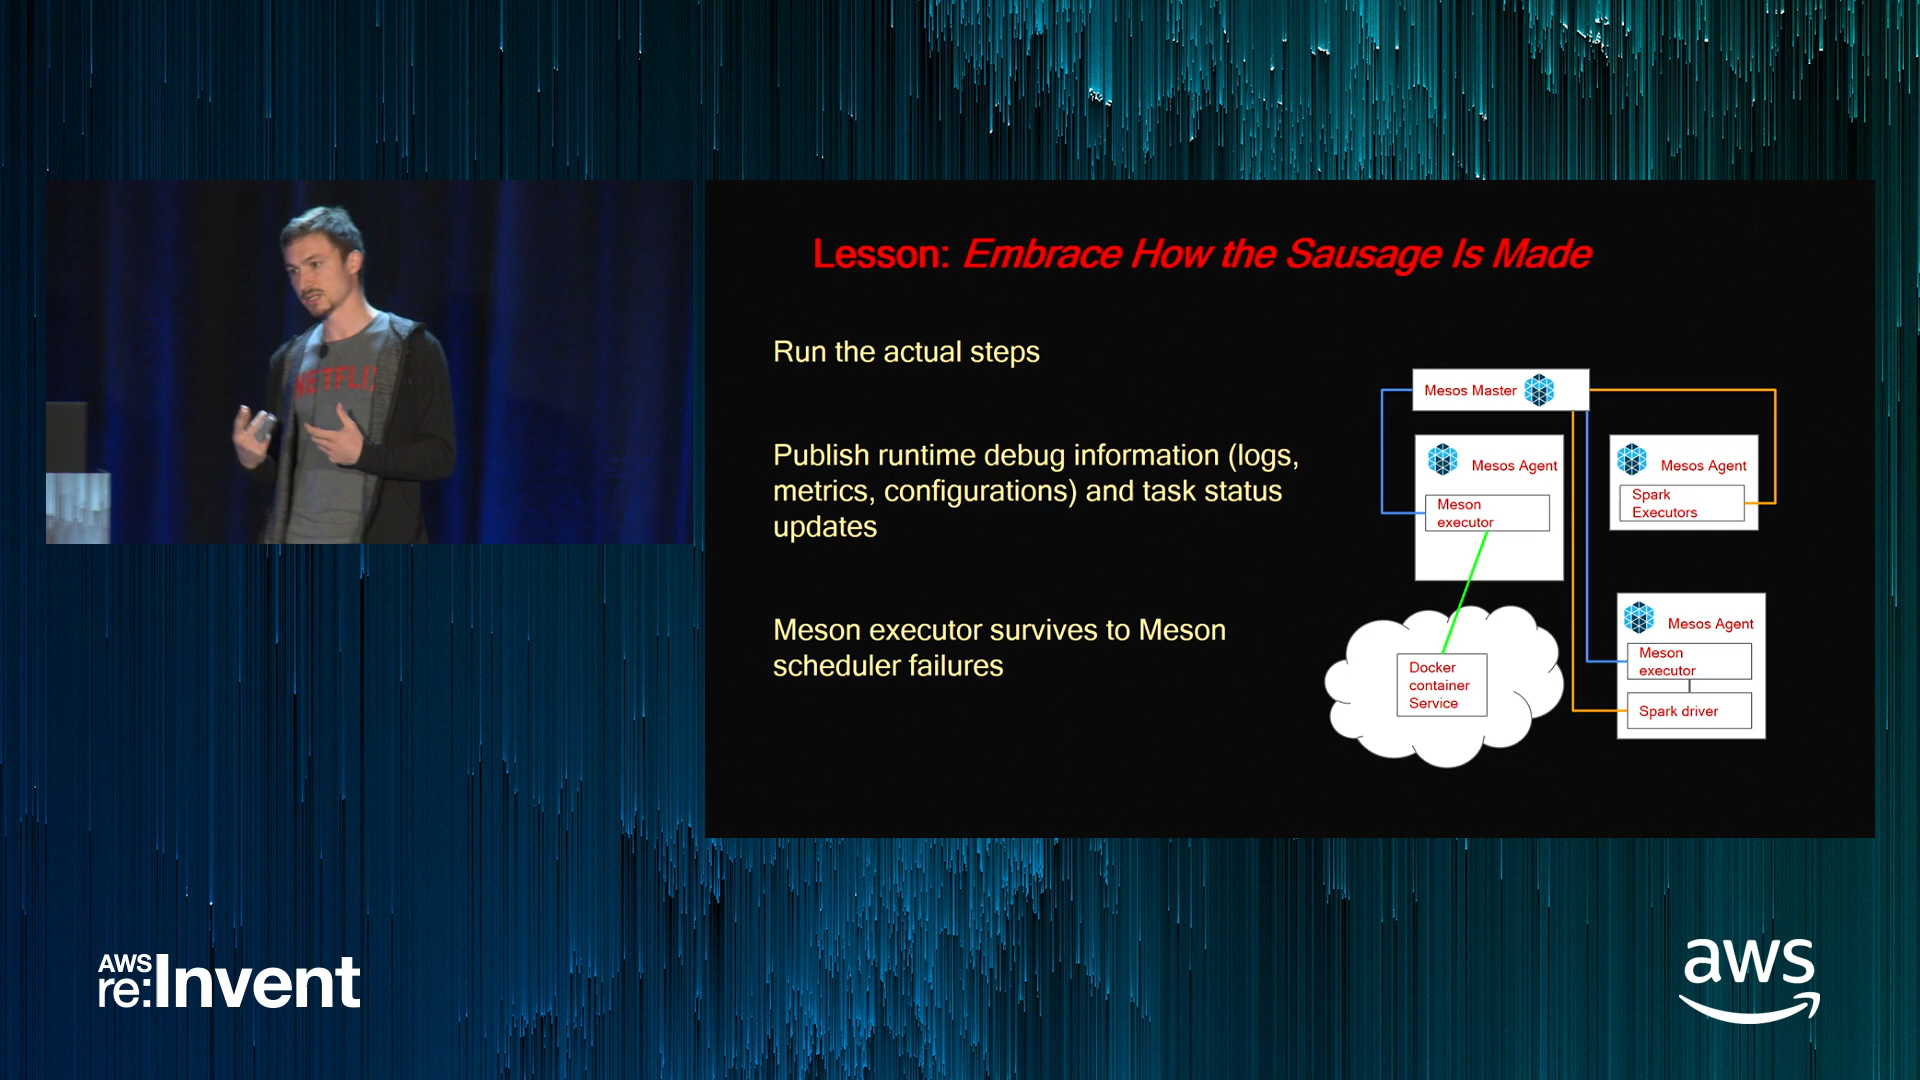 NETFLI
Lesson: Embrace How the Sausage Is Made
Run the actual steps
Publish runtime debug information (logs,
metrics, configurations) and task status
updates
Meson executor survives to Meson
scheduler failures
Mesos Master
Mesos Agent
Meson
executor
Mesos Agent
Spark
Executors
Docker
container
Service
Mesos Agent
Meson
executor
Spark driver
AWS
re:Invent
aws